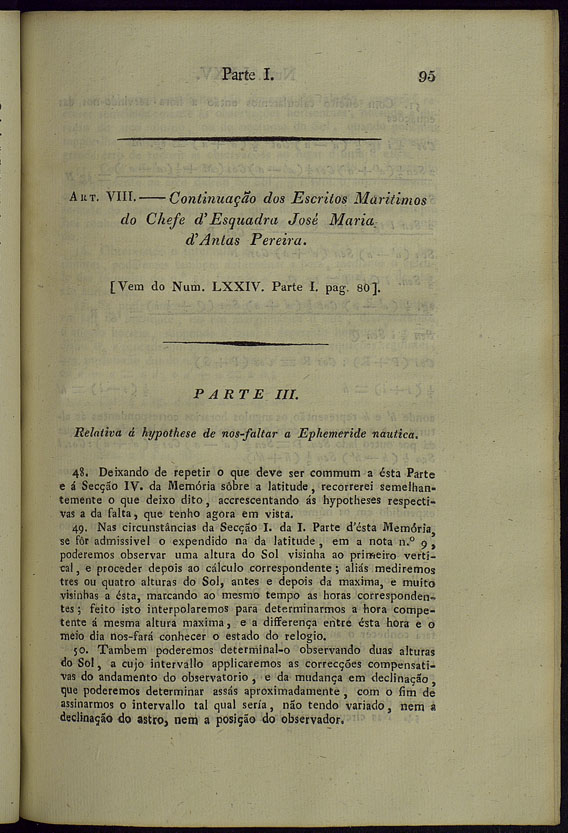 Parte I. 95
ART. VIII. — Continuação dos Escritos Maritimos
do Chefe d'Esquadra José Maria
d'Antas Pereira.
[Vem do Num. LXXIV. Parte I. pag. 80].
PARTE III.
Relativa á hypothese de nos-faltar a Ephemeride nautica.
48. Deixando de repetir o que deve ser commum a ésta Parte
e á Secção IV. da Memória sôbre a latitude, recorrerei semelhan-
temente o que deixo dito, accrescentando ás hypotheses respecti-
vas a da falta, que tenho agora em vista.
49. Nas circunstâncias da Secção I. da I. Parte d'ésta Memória,
se fôr admissivel o expendido na da latitude, em a nota n.º 9,
poderemos observar uma altura do Sol visinha ao primeiro verti-
cal, e proceder depois ao cálculo correspondente; aliás mediremos
tres ou quatro alturas do Sol, antes e depois da maxima, e muito
visinhas a ésta, marcando ao mesmo tempo as horas corresponden-
tes; feito isto interpolaremos para determinarmos a hora compe-
tente á mesma altura maxima, e a differença entre ésta hora e o
meio dia nos-fará conhecer o estado do relogio.
50. Tambem poderemos determinal-o observando duas alturas
do Sol, a cujo intervallo applicaremos as correcções compensati-
vas do andamento do observatorio, e da mudança em declinação,
que poderemos determinar assás aproximadamente, com o fim de
assinarmos o intervallo tal qual sería, não tendo variado, nem a
declinação do astro, nem a posição do observador.